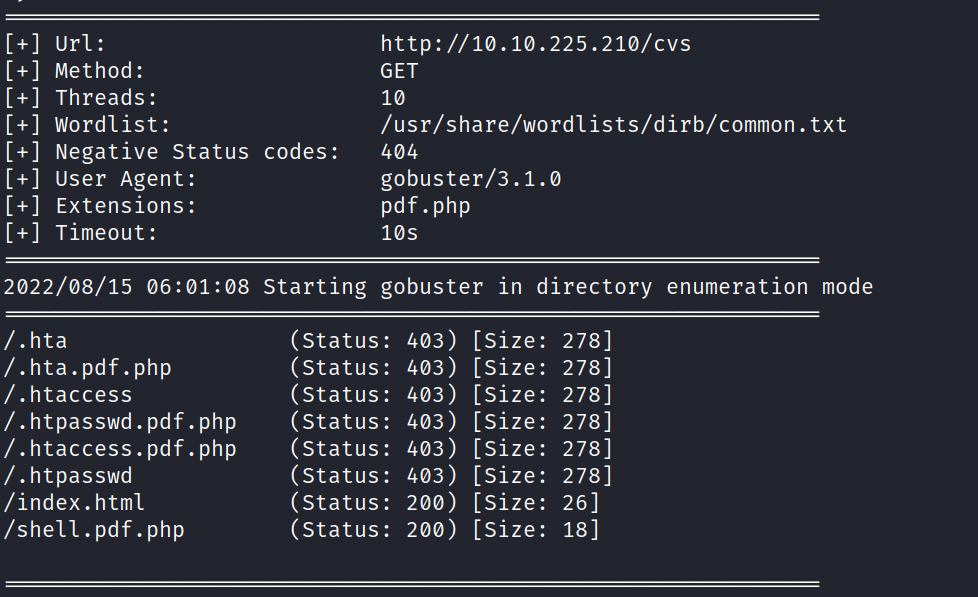 [+] Url:                     http://10.10.225.210/cvs
[+] Method:                  GET
[+] Threads:                 10
[+] Wordlist:                /usr/share/wordlists/dirb/common.txt
[+] Negative Status codes:   404
[+] User Agent:              gobuster/3.1.0
[+] Extensions:              pdf.php
[+] Timeout:                 10s
2022/08/15 06:01:08 Starting gobuster in directory enumeration mode
/.hta                 (Status: 403) [Size: 278]
/.hta.pdf.php         (Status: 403) [Size: 278]
/.htaccess            (Status: 403) [Size: 278]
/.htpasswd.pdf.php    (Status: 403) [Size: 278]
/.htaccess.pdf.php    (Status: 403) [Size: 278]
/.htpasswd            (Status: 403) [Size: 278]
/index.html           (Status: 200) [Size: 26]
/shell.pdf.php        (Status: 200) [Size: 18]